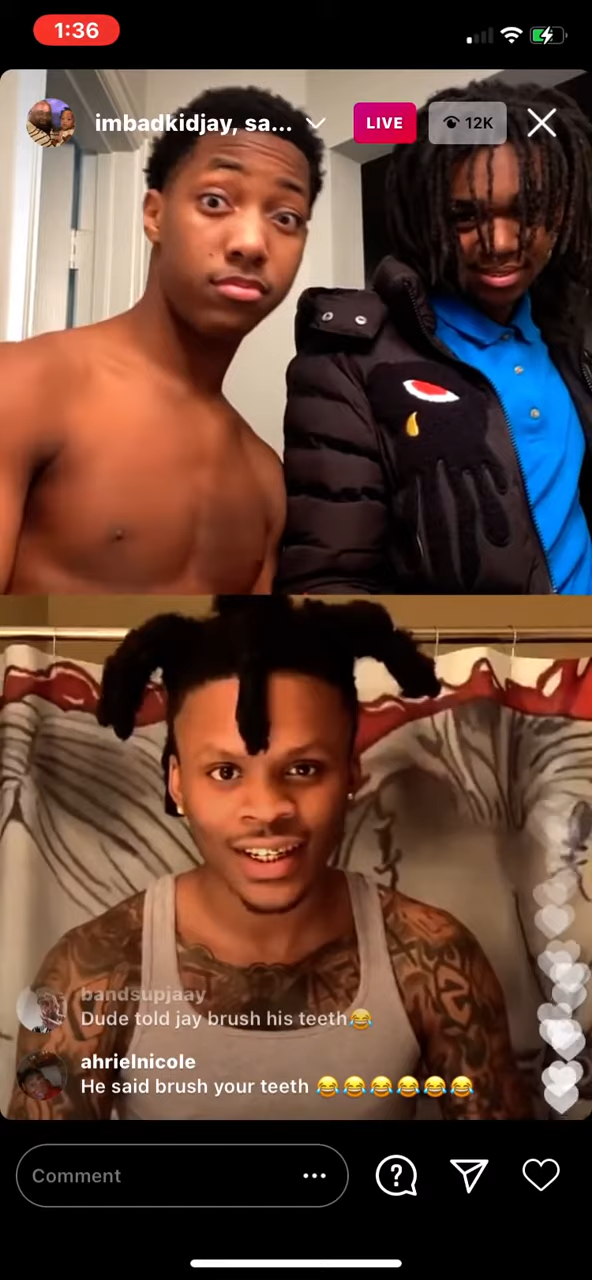 1:36
imbadkidjay, sa...
LIVE
12K
bandsupjaay
Dude told jay brush his teeth😂
ahrielnicole
He said brush your teeth 😂😂😂😂😂😂
Comment